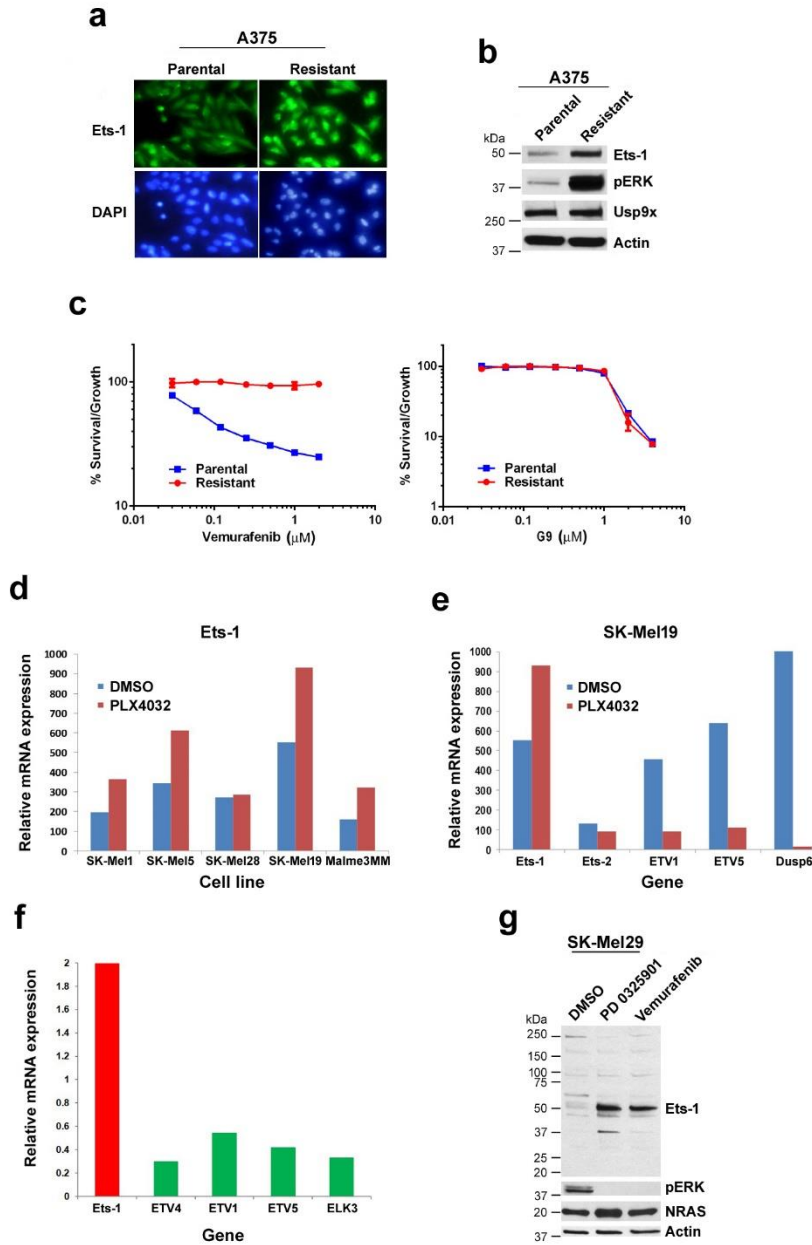 a
A375
Parental Resistant
Ets-1
DAPI
b
A375
Parental
Resistant
kDa
50
37
250
37
Ets-1
pERK
Usp9x
Actin
c
% Survival/Growth
100
10
0.01 0.1 1 10
Vemurafenib (μM)
Parental
Resistant
% Survival/Growth
100
10
1
0.01 0.1 1 10
G9 (μM)
Parental
Resistant
d
Ets-1
Relative mRNA expression
1000
900
800
700
600
500
400
300
200
100
0
DMSO
PLX4032
SK-Mel1 SK-Mel5 SK-Mel28 SK-Mel19 Malme3MM
Cell line
e
SK-Mel19
Relative mRNA expression
1000
900
800
700
600
500
400
300
200
100
0
DMSO
PLX4032
Ets-1 Ets-2 ETV1 ETV5 Dusp6
Gene
f
Relative mRNA expression
2
1.8
1.6
1.4
1.2
1
0.8
0.6
0.4
0.2
0
Ets-1 ETV4 ETV1 ETV5 ELK3
Gene
g
SK-Mel29
DMSO
PD 0325901
Vemurafenib
kDa
250
150
100
75
50
37
25
20
37
20
37
Ets-1
pERK
NRAS
Actin